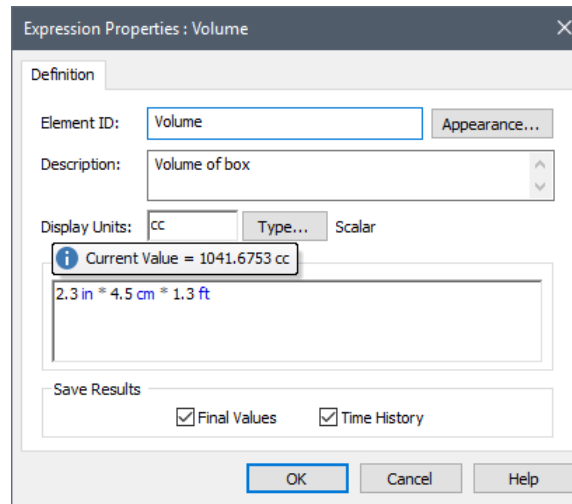 Expression Properties : Volume
Definition
Element ID: Volume Appearance...
Description: Volume of box
Display Units: cc Type... Scalar
Current Value = 1041.6753 cc
2.3 in * 4.5 cm * 1.3 ft
Save Results
Final Values Time History
OK Cancel Help